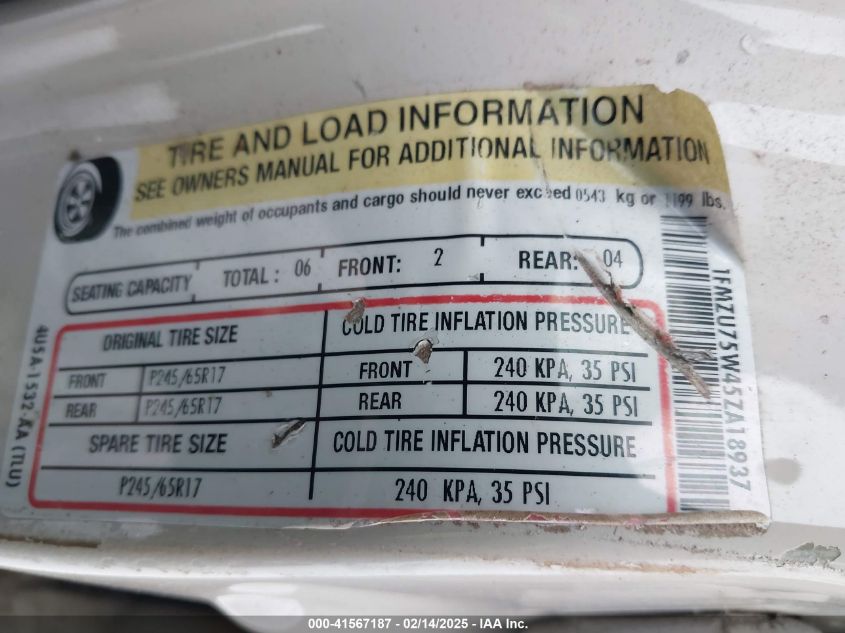 TIRE AND LOAD INFORMATION
SEE OWNERS MANUAL FOR ADDITIONAL INFORMATION
The combined weight of occupants and cargo should never exceed 0543 kg or 1199 lbs.
SEATING CAPACITY TOTAL : 06 FRONT: 2 REAR: 04
ORIGINAL TIRE SIZE COLD TIRE INFLATION PRESSURE
FRONT P245/65R17 FRONT 240 KPA, 35 PSI
REAR P245/65R17 REAR 240 KPA, 35 PSI
SPARE TIRE SIZE COLD TIRE INFLATION PRESSURE
P245/65R17 240 KPA, 35 PSI
4U5A-1532-AA (TLU)
1FMZU75W45ZA18937
000-41567187 - 02/14/2025 - IAA Inc.